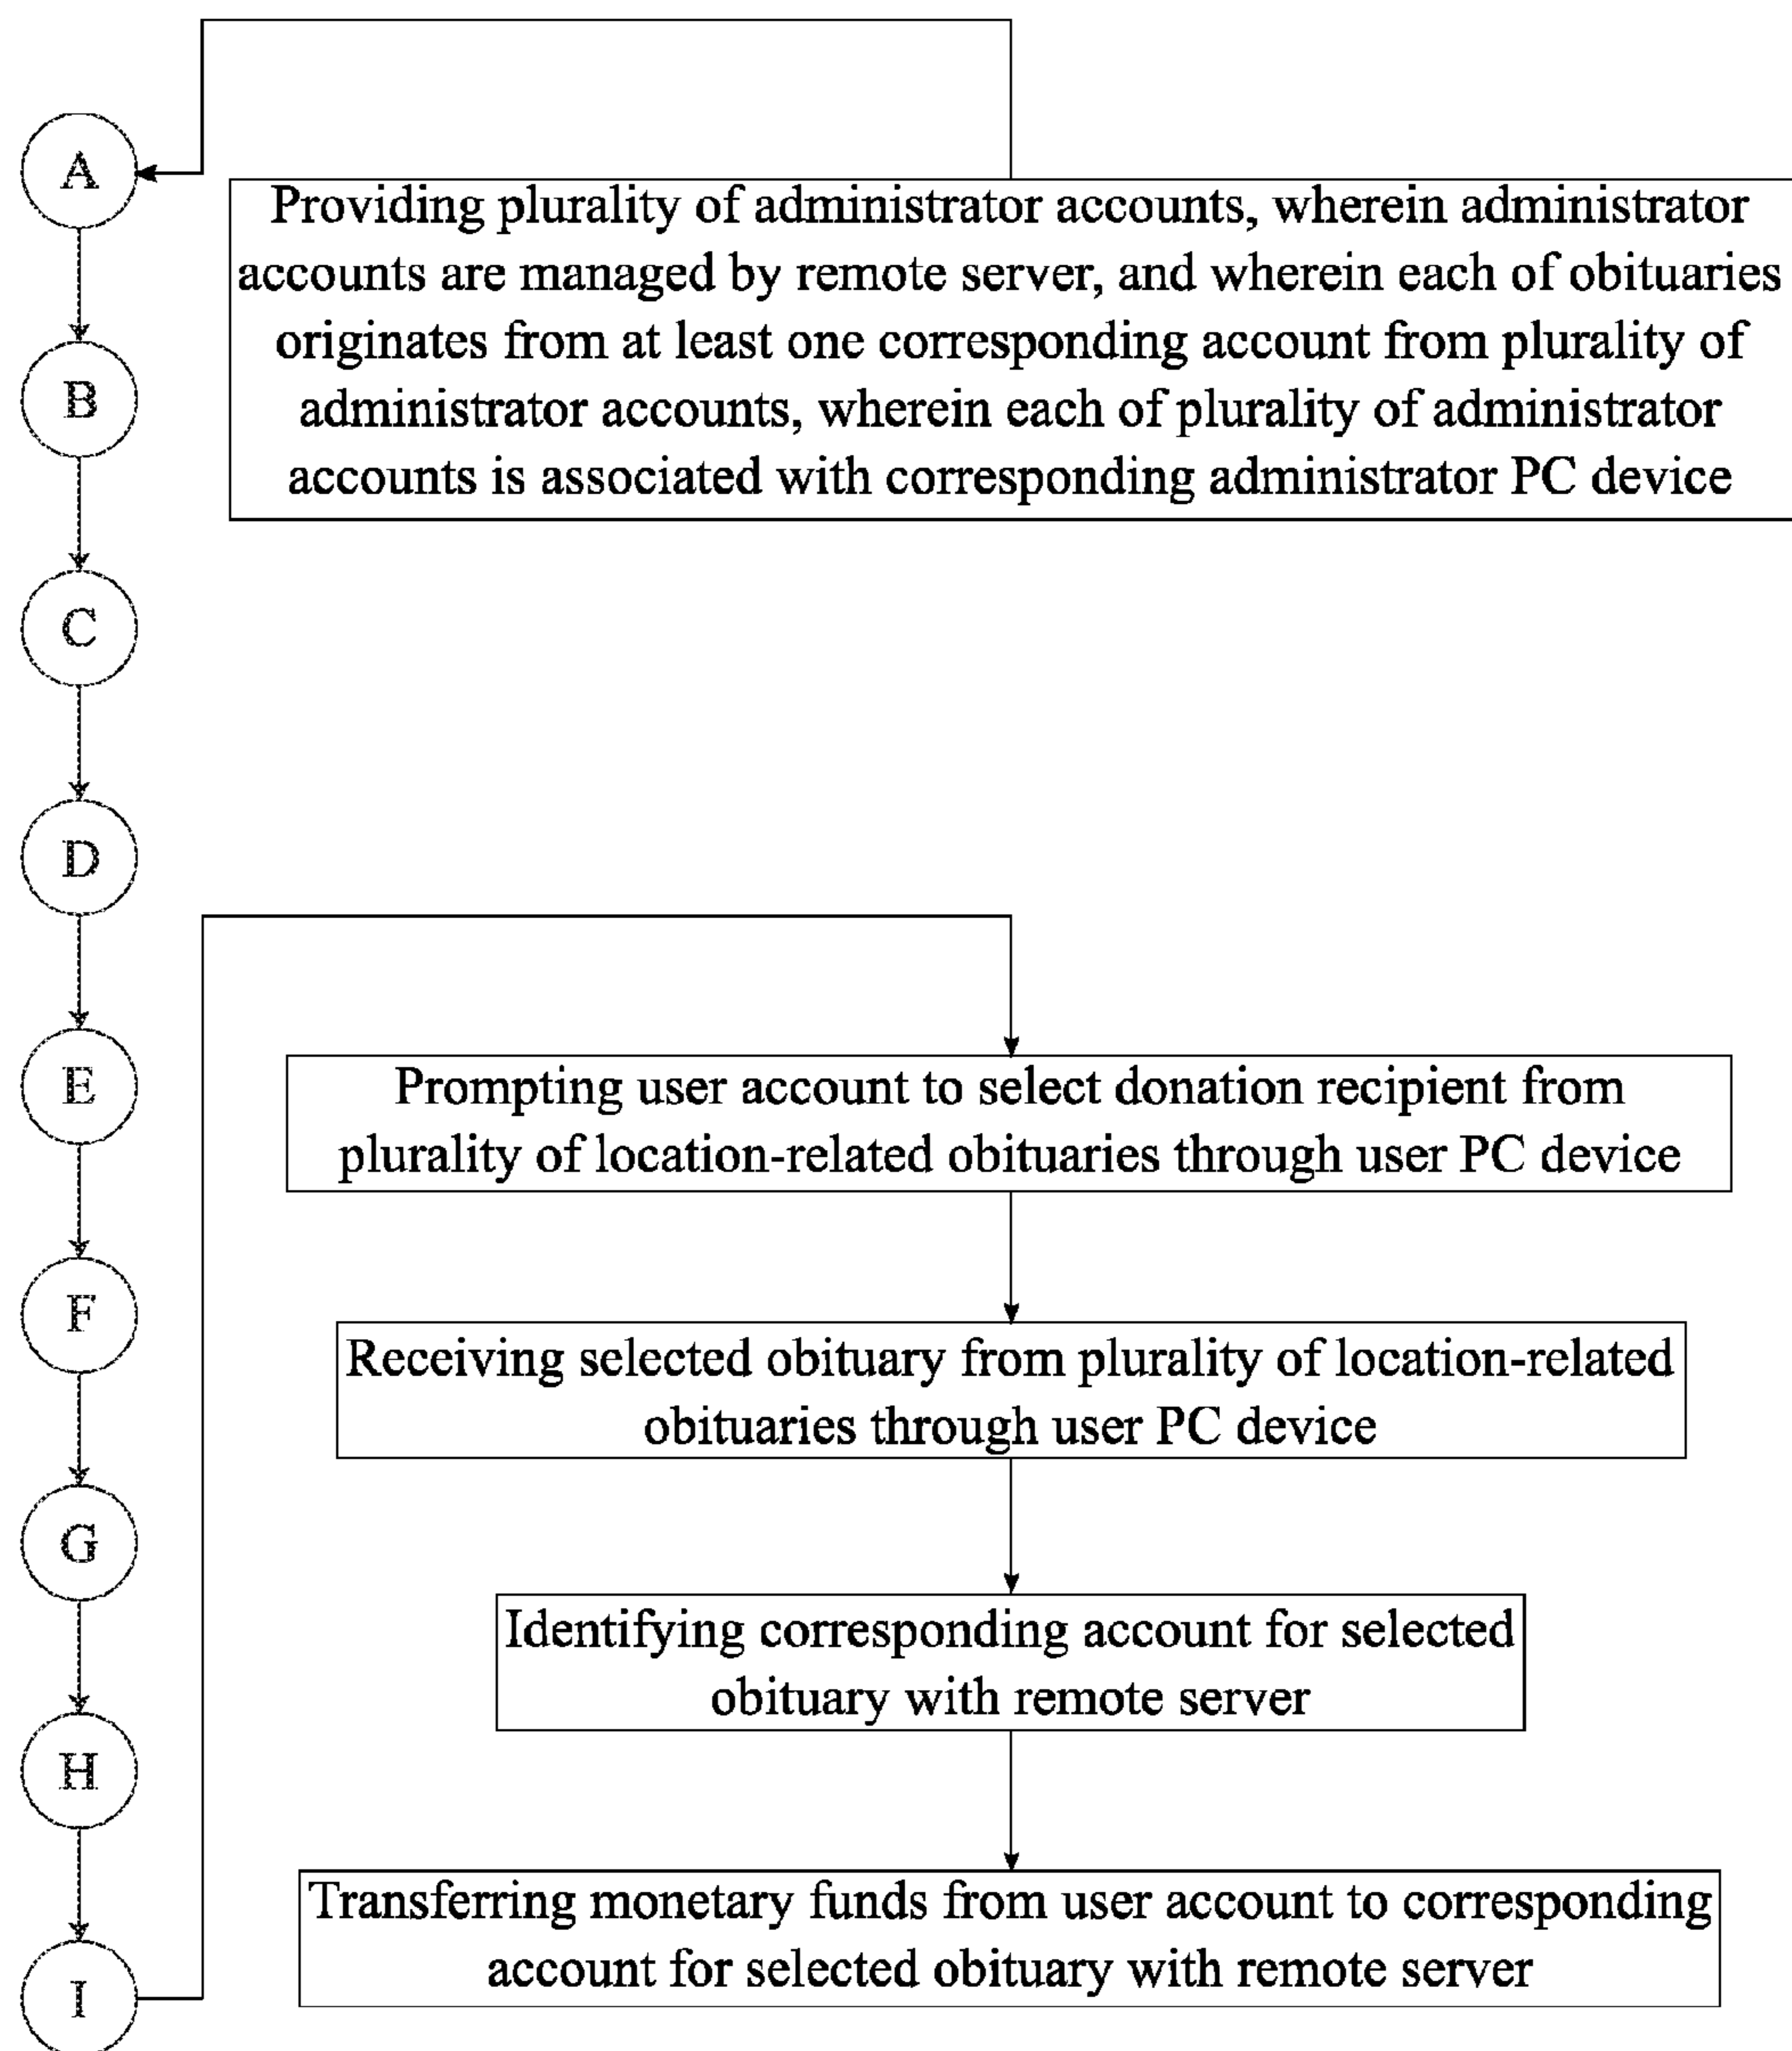 A
Providing plurality of administrator accounts, wherein administrator
accounts are managed by remote server, and wherein each of obituaries
originates from at least one corresponding account from plurality of
administrator accounts, wherein each of plurality of administrator
accounts is associated with corresponding administrator PC device
B
C
D
E
Prompting user account to select donation recipient from
plurality of location-related obituaries through user PC device
F
Receiving selected obituary from plurality of location-related
obituaries through user PC device
G
Identifying corresponding account for selected
obituary with remote server
H
I
Transferring monetary funds from user account to corresponding
account for selected obituary with remote server